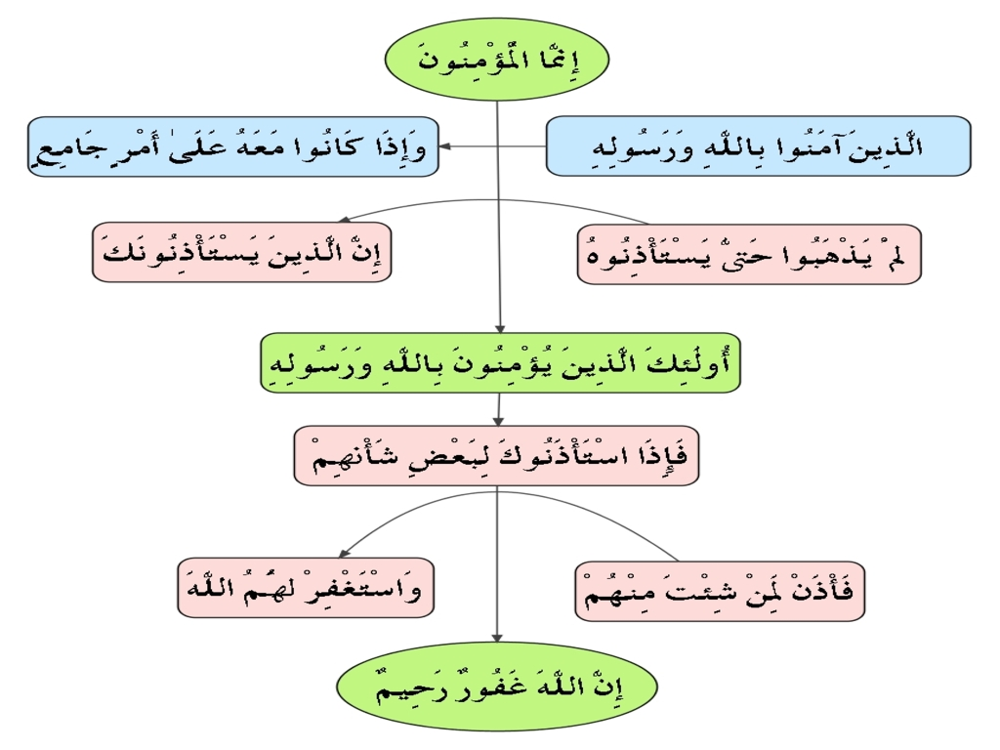 إِنَّمَا الْمُؤْمِنُونَ
الَّذِينَ آمَنُوا بِاللَّهِ وَرَسُولِهِ
وَإِذَا كَانُوا مَعَهُ عَلَىٰ أَمْرٍ جَامِعٍ
لَمْ يَذْهَبُوا حَتَّىٰ يَسْتَأْذِنُوهُ
إِنَّ الَّذِينَ يَسْتَأْذِنُونَكَ
أُولَٰئِكَ الَّذِينَ يُؤْمِنُونَ بِاللَّهِ وَرَسُولِهِ
فَإِذَا اسْتَأْذَنُوكَ لِبَعْضِ شَأْنِهِمْ
فَأْذَنْ لِمَنْ شِئْتَ مِنْهُمْ
وَاسْتَغْفِرْ لَهُمُ اللَّهَ
إِنَّ اللَّهَ غَفُورٌ رَحِيمٌ